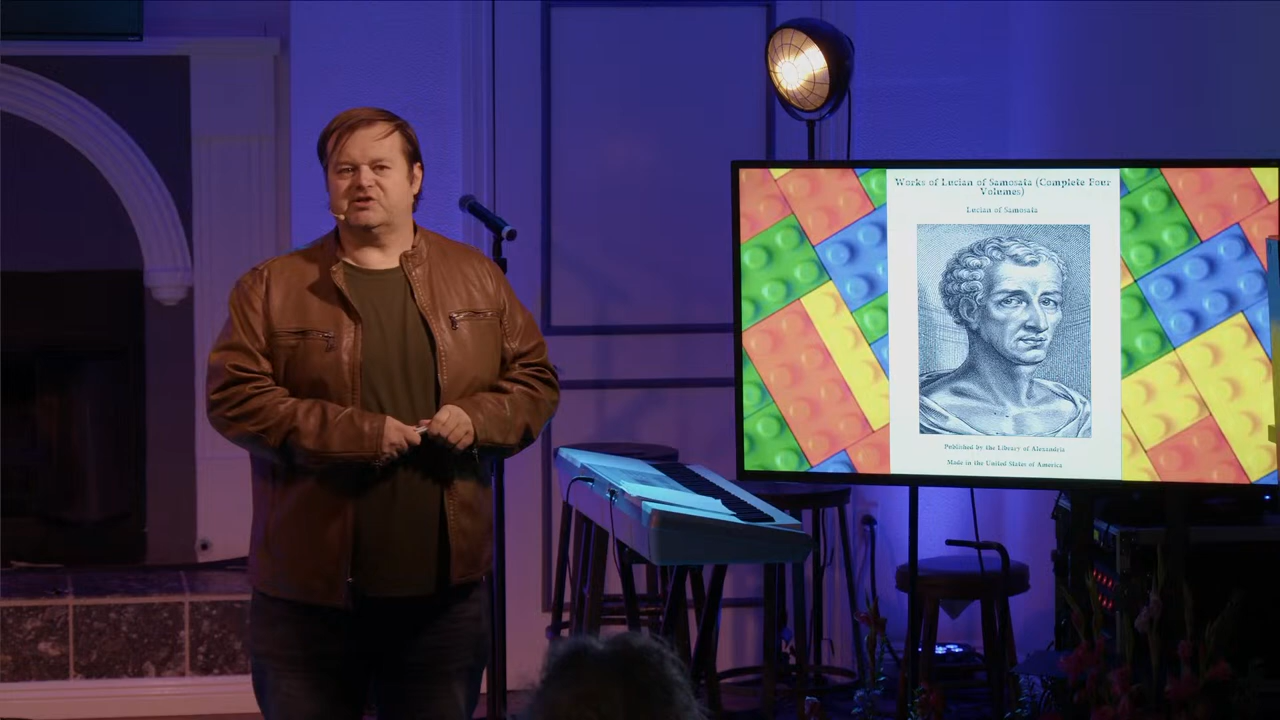 Works of Lucian of Samosata (Complete Four
Volumes)
Lucian of Samosata
Published by the Library of Alexandria
Made in the United States of America